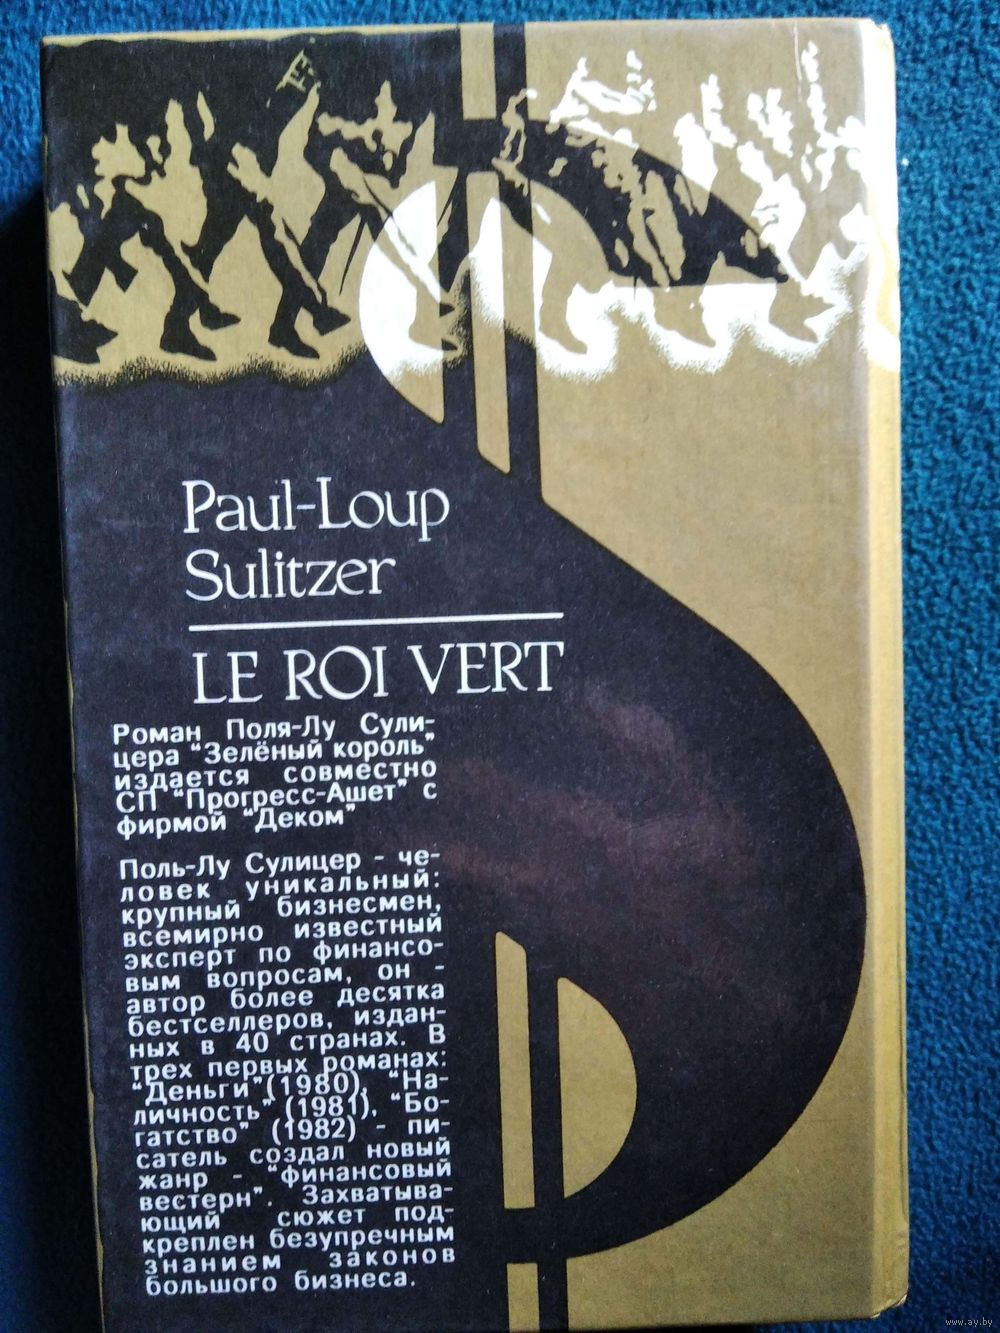 Paul-Loup
Sulitzer
LE ROI VERT
Роман Поля-Лу Сули-
цера "Зелёный король"
издается совместно
СП "Прогресс-Ашет" с
фирмой "Деком"
Поль-Лу Сулицер - че-
ловек уникальный:
крупный бизнесмен,
всемирно известный
эксперт по финансо-
вым вопросам, он -
автор более десятка
бестселлеров, издан-
ных в 40 странах. В
трех первых романах:
"Деньги"(1980), "На-
личность" (1981), "Бо-
гатство" (1982) - пи-
сатель создал новый
жанр - "финансовый
вестерн". Захватыва-
ющий сюжет под-
креплен безупречным
знанием законов
большого бизнеса.
www.ay.by